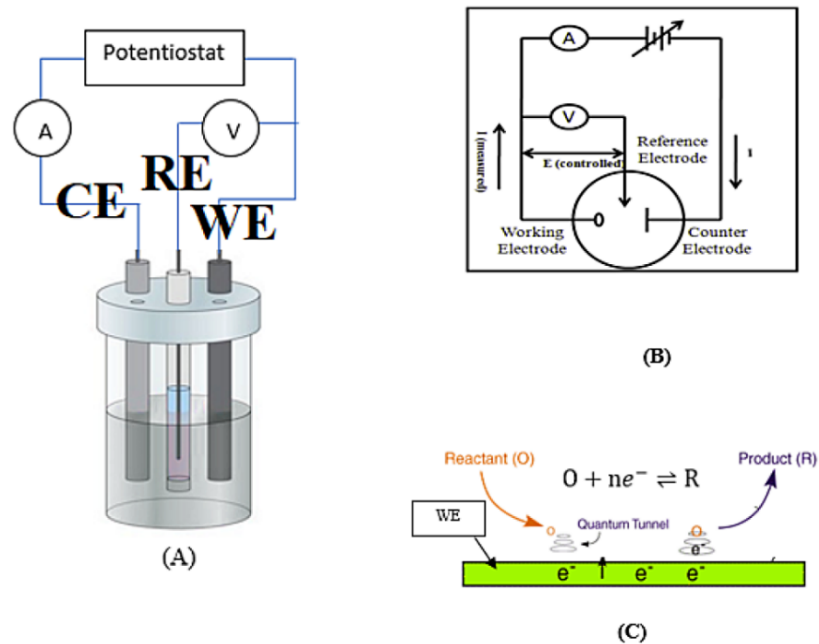 Potentiostat
A
V
RE
CE
WE
(A)
A
V
I (measured)
E (controlled)
Reference
Electrode
I
Working
Electrode
Counter
Electrode
(B)
Reactant (O)
Product (R)
O + ne⁻ ⇌ R
WE
O
Quantum Tunnel
O
e⁻
e⁻
e⁻
e⁻
(C)